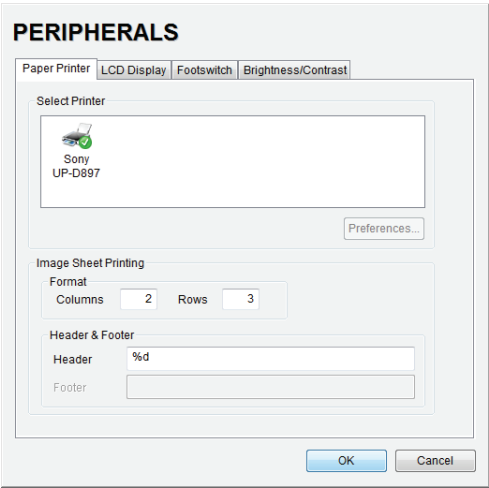 PERIPHERALS
Paper Printer LCD Display Footswitch Brightness/Contrast
Select Printer
Sony
UP-D897
Preferences...
Image Sheet Printing
Format
Columns 2 Rows 3
Header & Footer
Header %d
Footer
OK Cancel